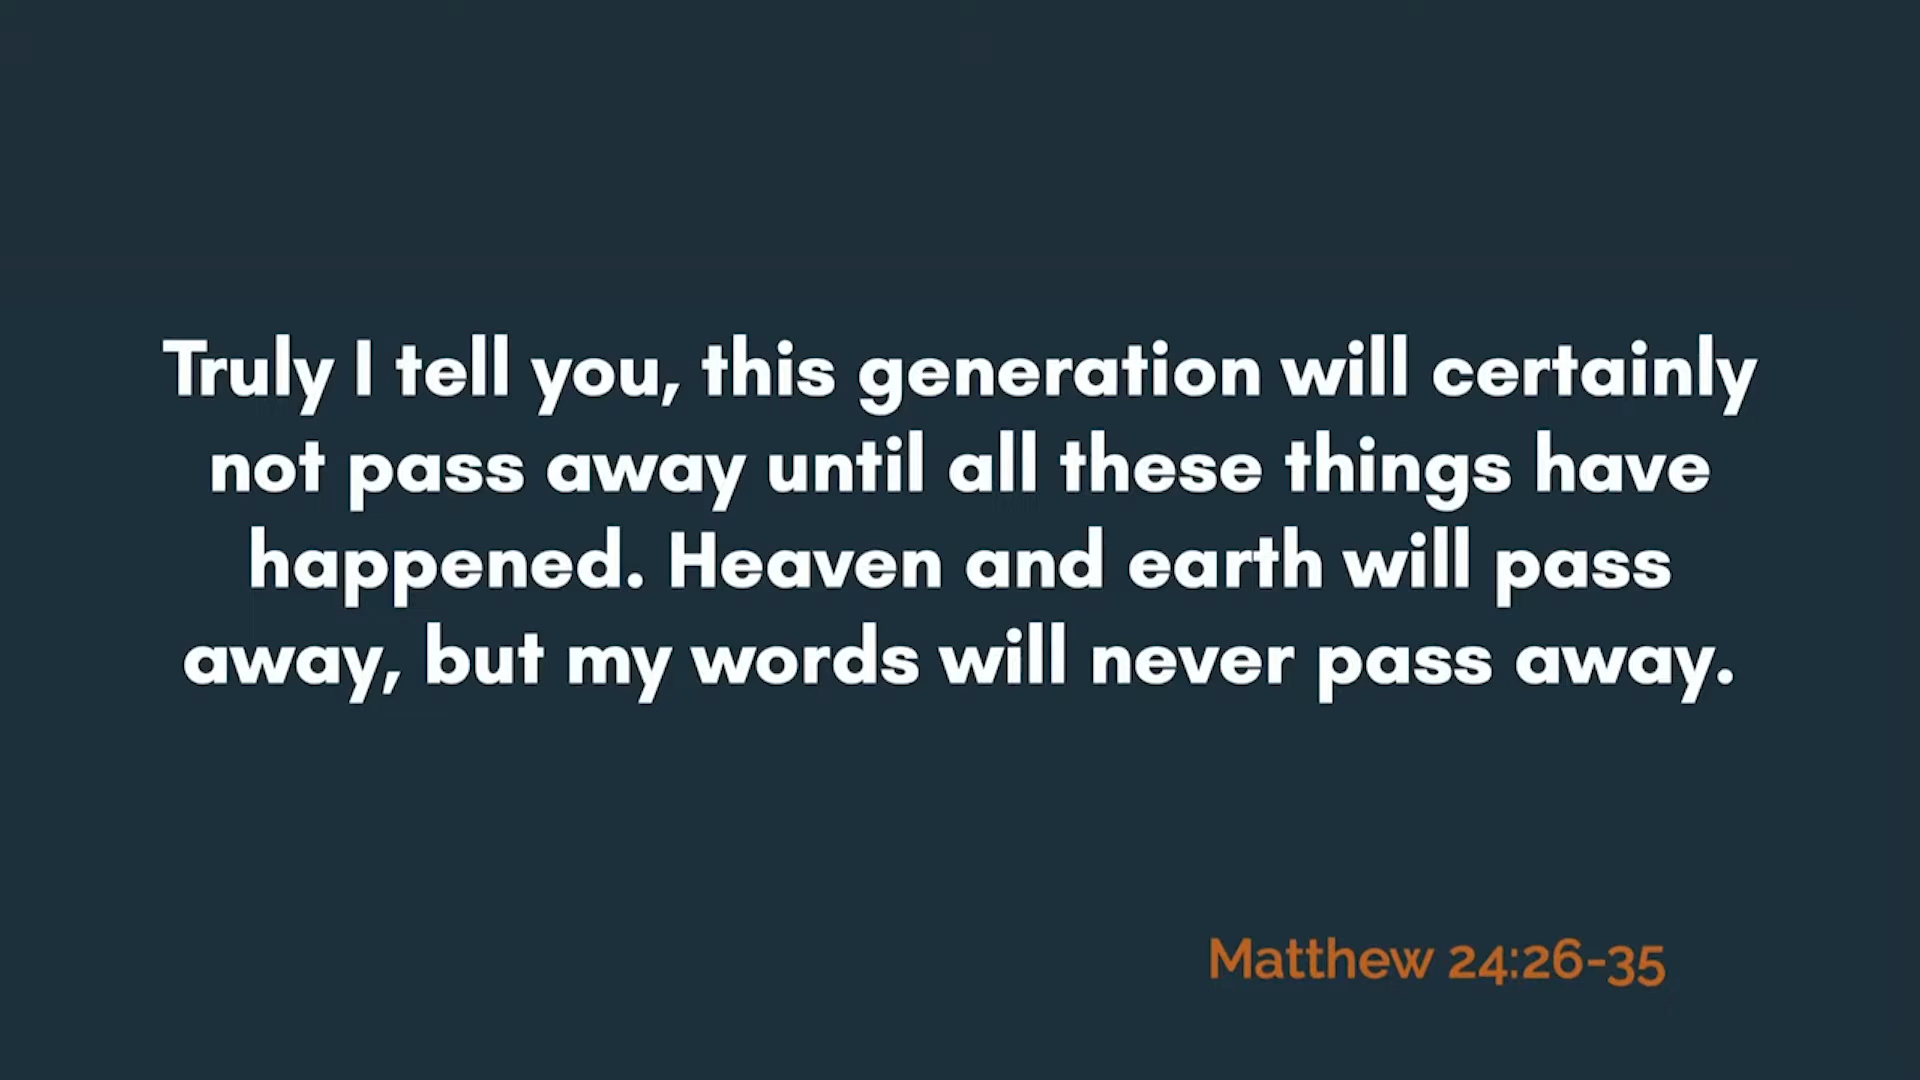 Truly I tell you, this generation will certainly
not pass away until all these things have
happened. Heaven and earth will pass
away, but my words will never pass away.
Matthew 24:26-35